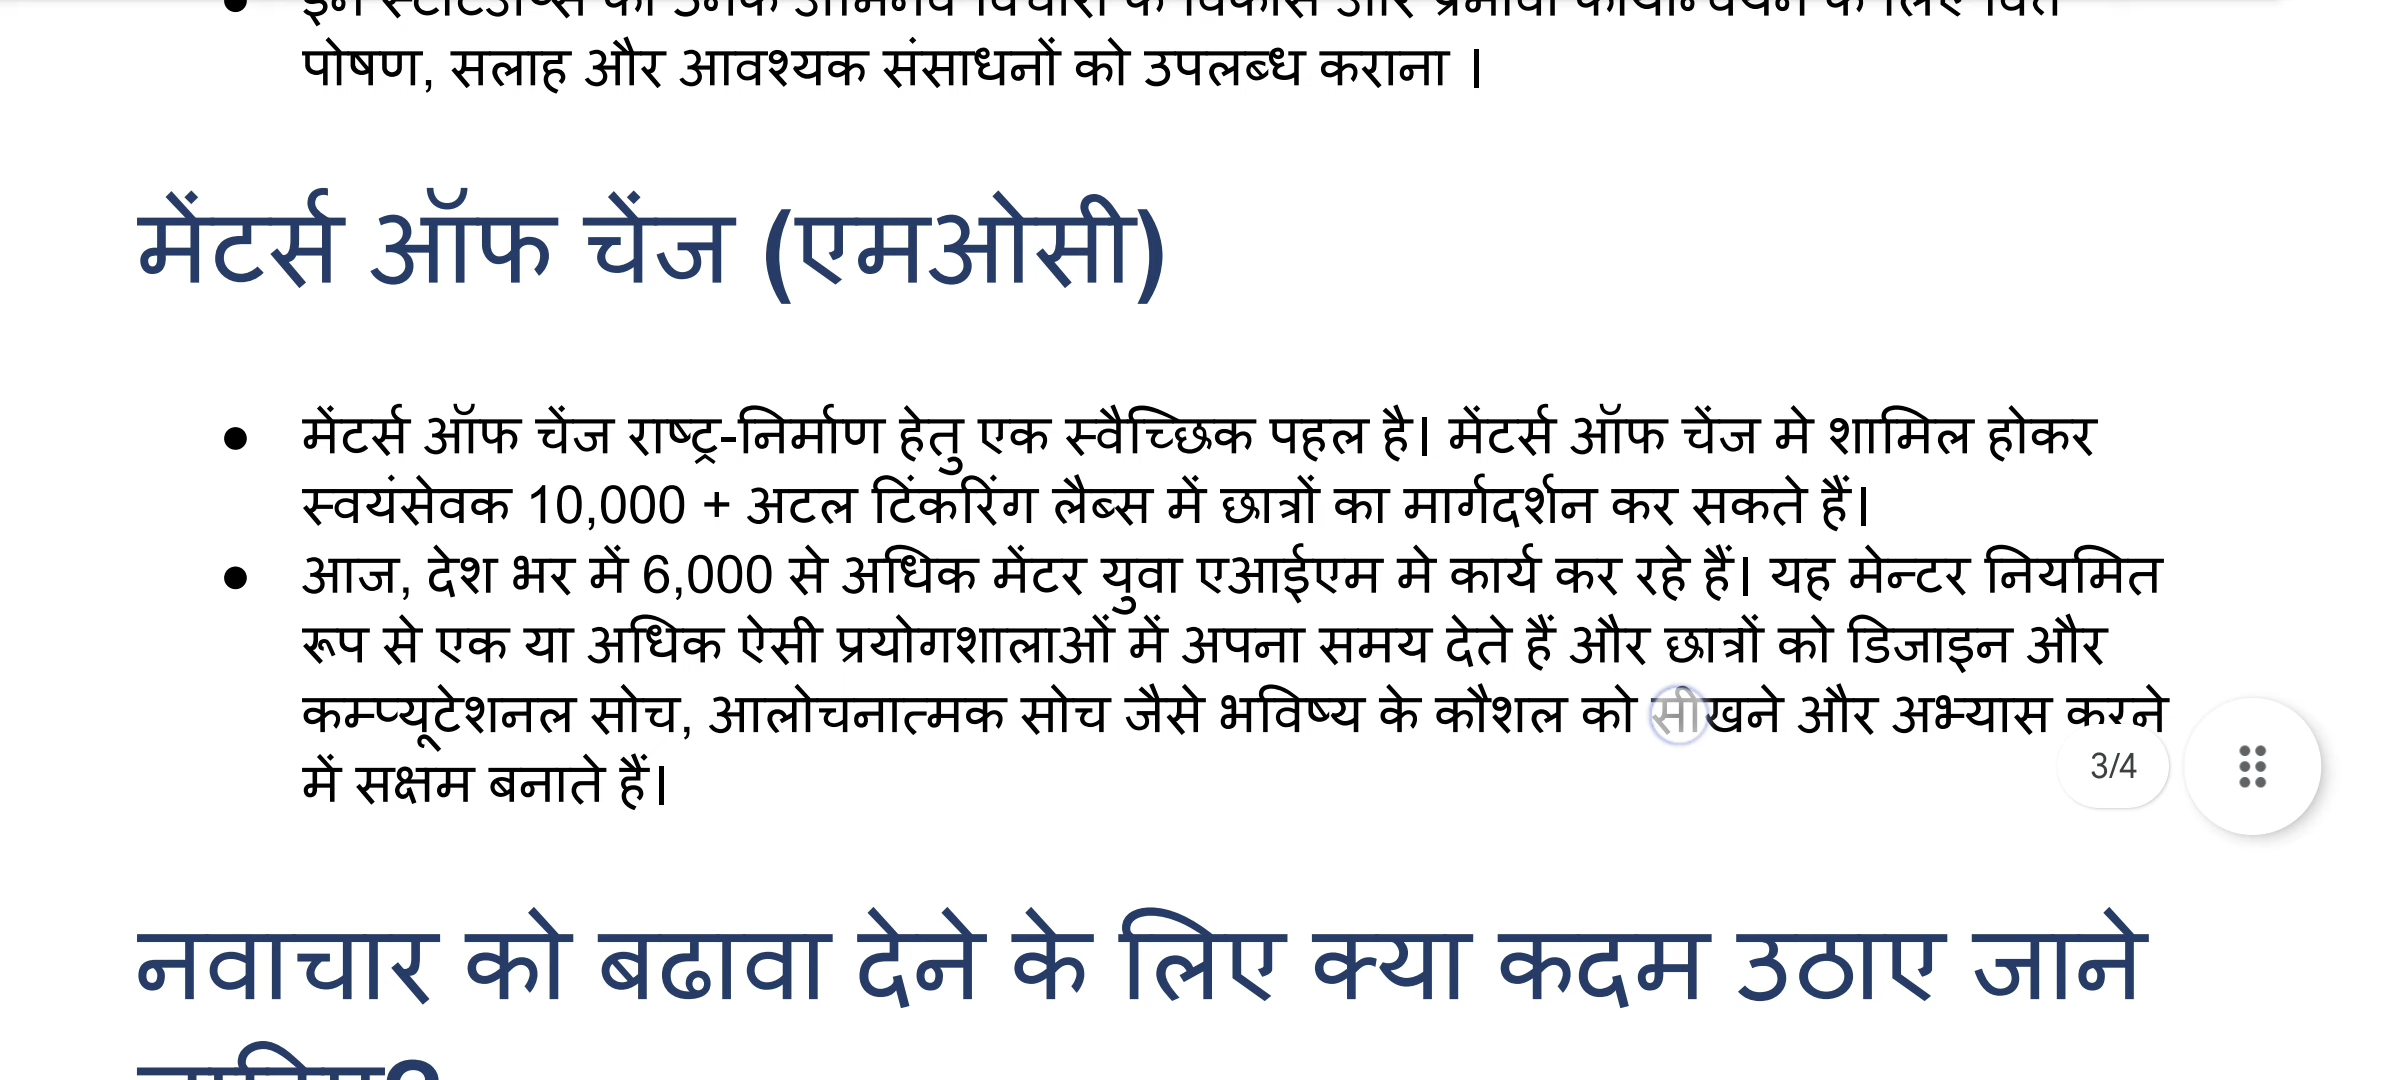 पोषण, सलाह और आवश्यक संसाधनों को उपलब्ध कराना ।
मेंटर्स ऑफ चेंज (एमओसी)
● मेंटर्स ऑफ चेंज राष्ट्र-निर्माण हेतु एक स्वैच्छिक पहल है। मेंटर्स ऑफ चेंज मे शामिल होकर
स्वयंसेवक 10,000 + अटल टिंकरिंग लैब्स में छात्रों का मार्गदर्शन कर सकते हैं।
● आज, देश भर में 6,000 से अधिक मेंटर युवा एआईएम मे कार्य कर रहे हैं। यह मेन्टर नियमित
रूप से एक या अधिक ऐसी प्रयोगशालाओं में अपना समय देते हैं और छात्रों को डिजाइन और
कम्प्यूटेशनल सोच, आलोचनात्मक सोच जैसे भविष्य के कौशल को सीखने और अभ्यास करने
में सक्षम बनाते हैं।
3/4
नवाचार को बढावा देने के लिए क्या कदम उठाए जाने